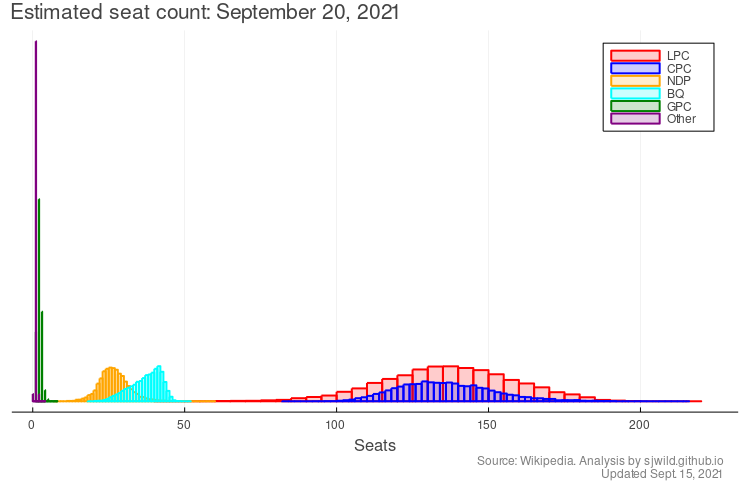 Estimated seat count: September 20, 2021
LPC
CPC
NDP
BQ
GPC
Other
0
50
100
150
200
Seats
Source: Wikipedia. Analysis by sjwild.github.io
Updated Sept. 15, 2021